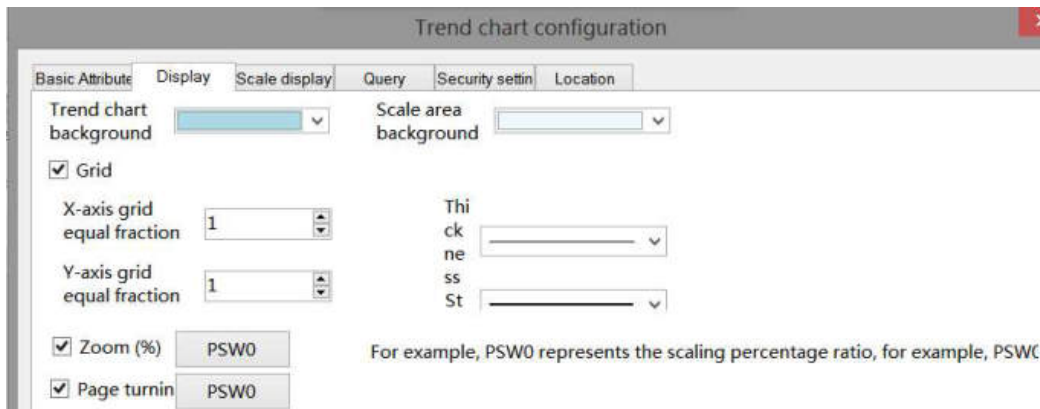 Trend chart configuration
Basic Attribute Display Scale display Query Security settin Location
Trend chart
background
Scale area
background
Grid
X-axis grid
equal fraction
1
Y-axis grid
equal fraction
1
Thi
ck
ne
ss
St
Zoom (%) PSW0 For example, PSW0 represents the scaling percentage ratio, for example, PSW0
Page turnin PSW0